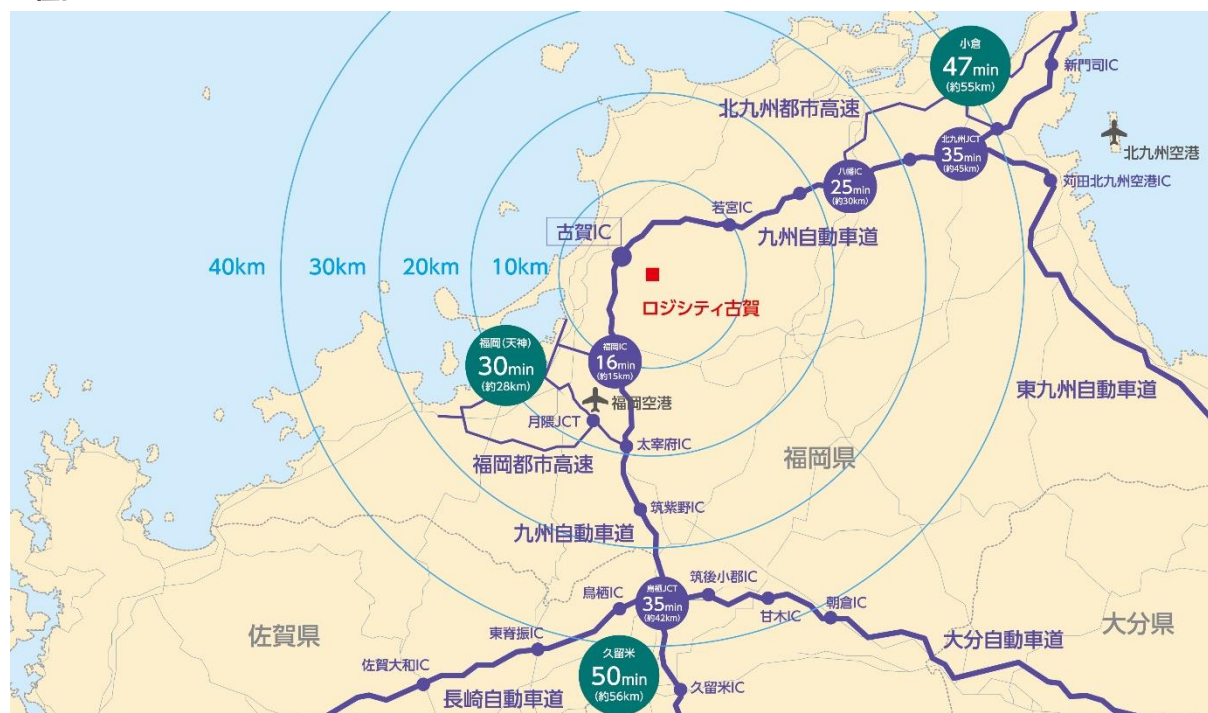 小倉
47min
(約55km)
新門司IC
北九州都市高速
北九州空港
北九州JCT
35min
(約45km)
八幡IC
25min
(約30km)
苅田北九州空港IC
若宮IC
古賀IC
九州自動車道
40km
30km
20km
10km
ロジシティ古賀
福岡(天神)
30min
(約28km)
福岡IC
16min
(約15km)
東九州自動車道
福岡空港
月隈JCT
太宰府IC
福岡都市高速
福岡県
筑紫野IC
九州自動車道
鳥栖JCT
35min
(約42km)
筑後小郡IC
鳥栖IC
甘木IC
朝倉IC
大分県
佐賀県
東脊振IC
大分自動車道
久留米
50min
(約56km)
佐賀大和IC
久留米IC
長崎自動車道